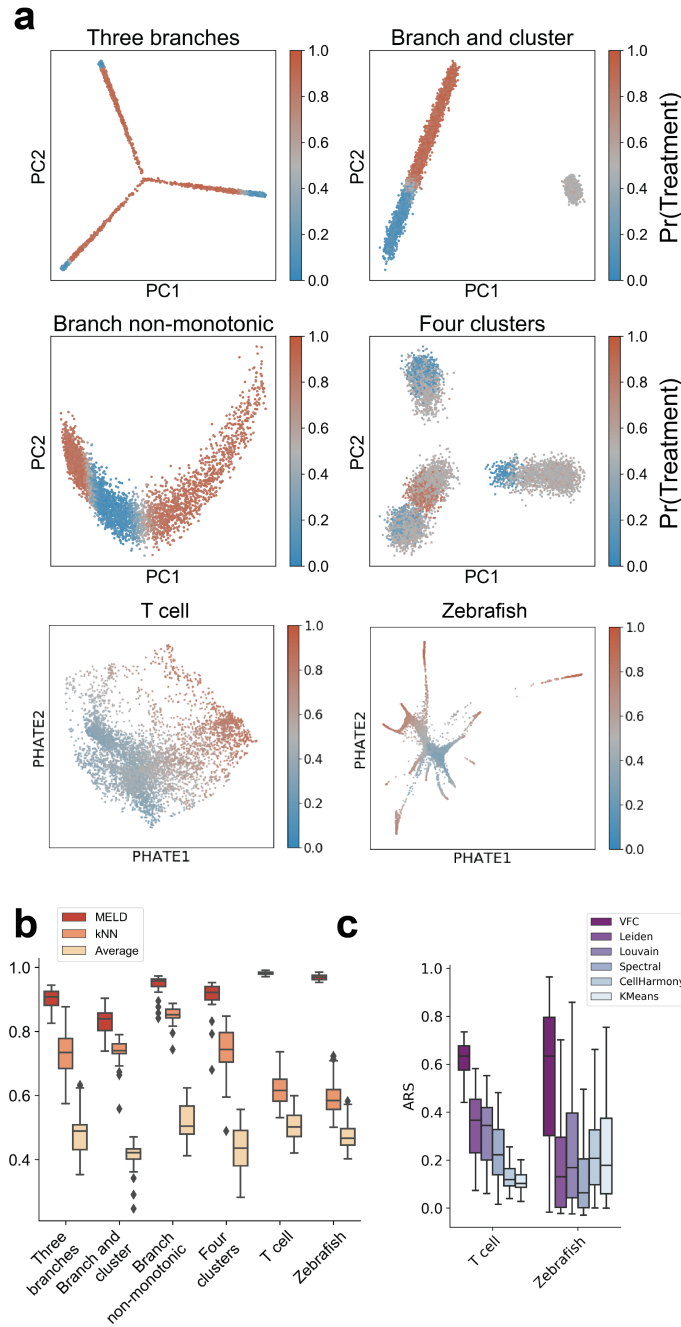 a
Three branches
1.0
0.8
0.6
0.4
0.2
0.0
PC2
PC1
Branch and cluster
1.0
0.8
0.6
0.4
0.2
0.0
Pr(Treatment)
PC2
PC1
Branch non-monotonic
1.0
0.8
0.6
0.4
0.2
0.0
PC2
PC1
Four clusters
1.0
0.8
0.6
0.4
0.2
0.0
Pr(Treatment)
PC2
PC1
T cell
1.0
0.8
0.6
0.4
0.2
0.0
PHATE2
PHATE1
Zebrafish
1.0
0.8
0.6
0.4
0.2
0.0
PHATE2
PHATE1
b
MELD
kNN
Average
1.0
0.8
0.6
0.4
Three
branches
Branch and
cluster
Branch
non-monotonic
Four
clusters
T cell
Zebrafish
c
VFC
Leiden
Louvain
Spectral
CellHarmony
KMeans
1.0
0.8
0.6
0.4
0.2
0.0
ARS
T cell
Zebrafish